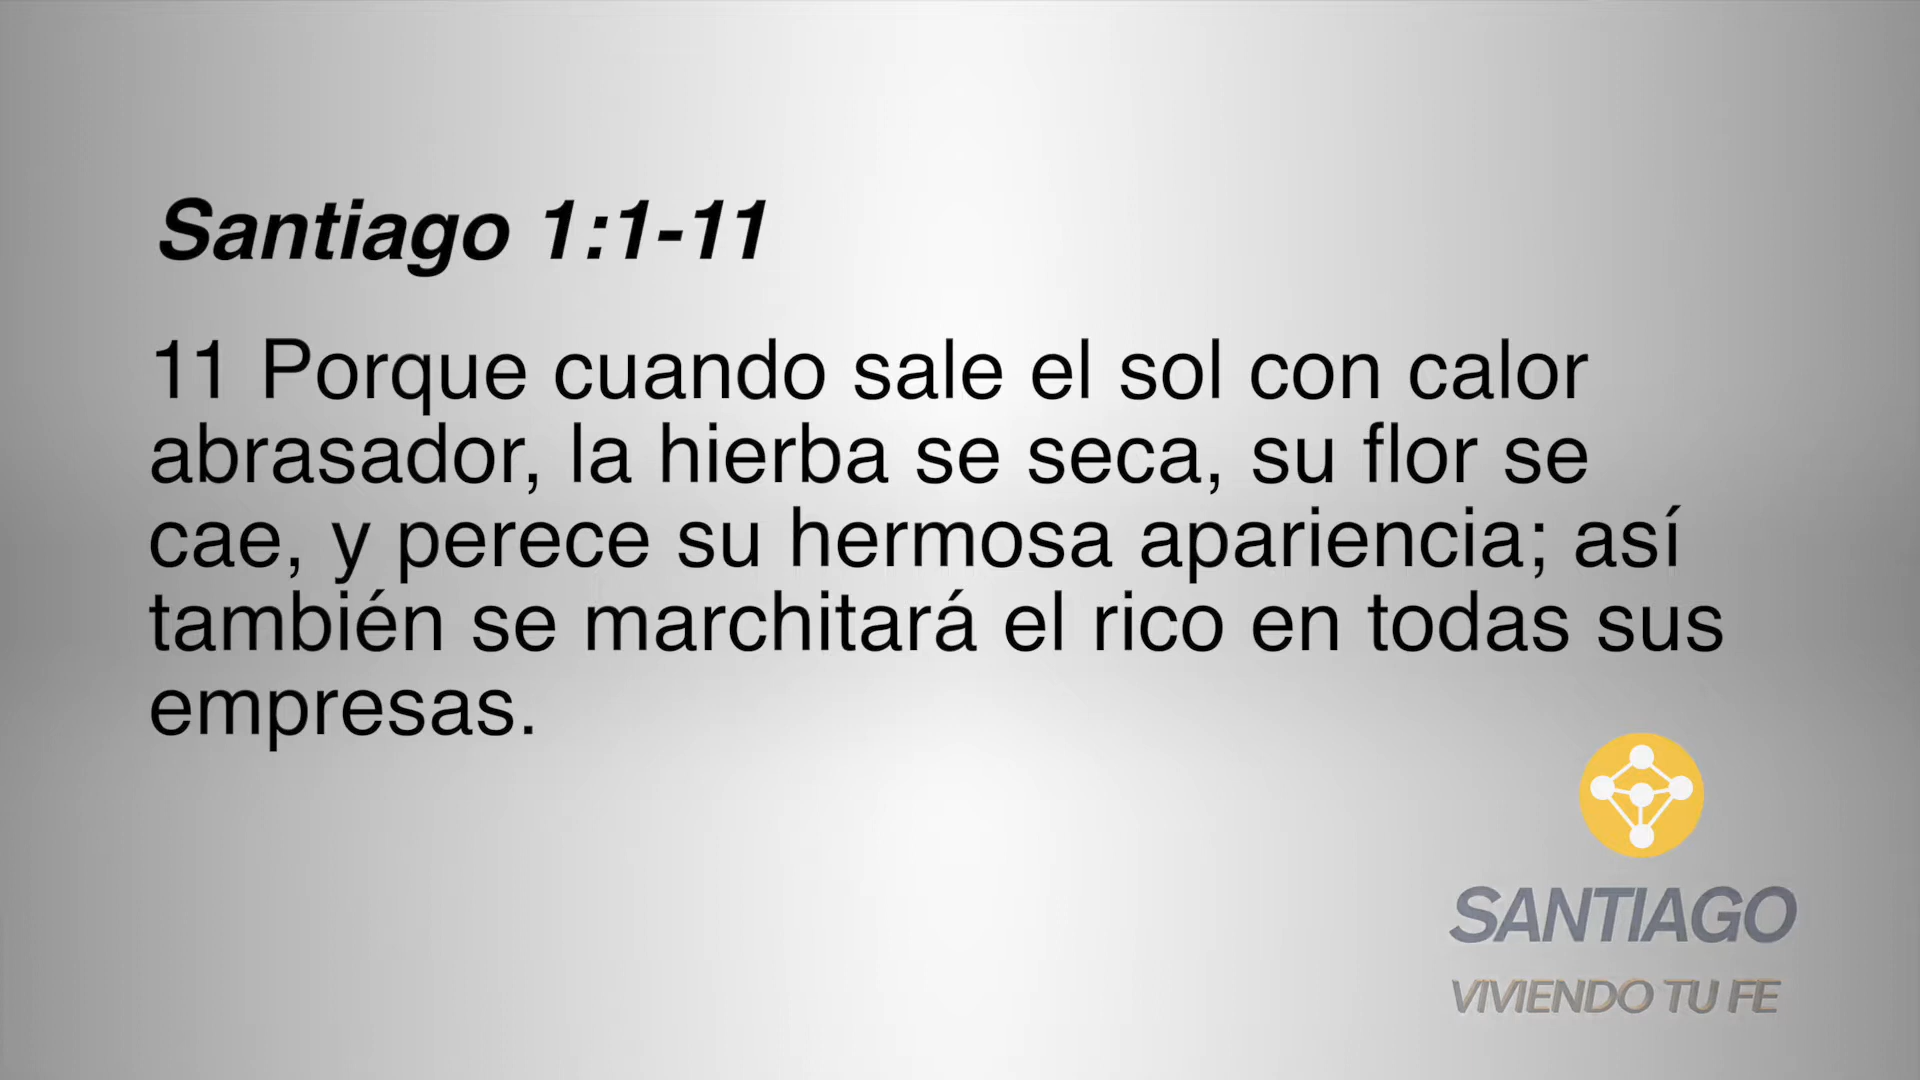 Santiago 1:1-11
11 Porque cuando sale el sol con calor
abrasador, la hierba se seca, su flor se
cae, y perece su hermosa apariencia; así
también se marchitará el rico en todas sus
empresas.
SANTIAGO
VIVIENDO TU FE